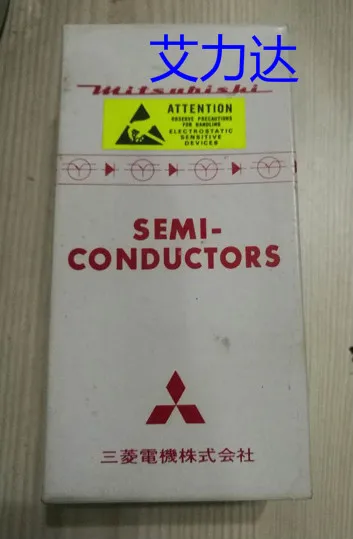 艾力达
Mitsubishi
ATTENTION
OBSERVE PRECAUTIONS
FOR HANDLING
ELECTROSTATIC
SENSITIVE
DEVICES
SEMI-
CONDUCTORS
三菱電機株式会社